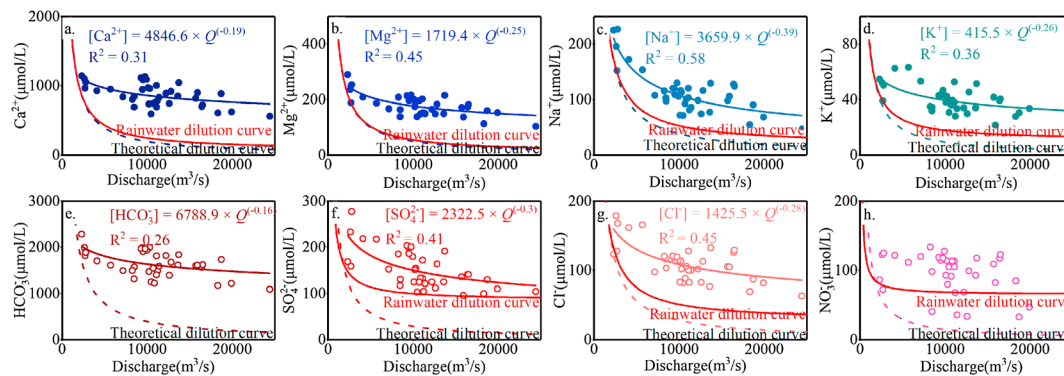 a.
[Ca²⁺] = 4846.6 × Q^(-0.19)
R² = 0.31
Ca²⁺(μmol/L)
2000
1000
0
Rainwater dilution curve
Theoretical dilution curve
0 10000 20000
Discharge(m³/s)
b.
[Mg²⁺] = 1719.4 × Q^(-0.25)
R² = 0.45
Mg²⁺(μmol/L)
400
200
0
Rainwater dilution curve
Theoretical dilution curve
0 10000 20000
Discharge(m³/s)
c.
[Na⁺] = 3659.9 × Q^(-0.39)
R² = 0.58
Na⁺(μmol/L)
200
100
0
Rainwater dilution curve
Theoretical dilution curve
0 10000 20000
Discharge(m³/s)
d.
[K⁺] = 415.5 × Q^(-0.26)
R² = 0.36
K⁺(μmol/L)
80
40
0
Rainwater dilution curve
Theoretical dilution curve
0 10000 20000
Discharge(m³/s)
e.
[HCO₃⁻] = 6788.9 × Q^(-0.16)
R² = 0.26
HCO₃⁻(μmol/L)
3000
2000
1000
0
Theoretical dilution curve
0 10000 20000
Discharge(m³/s)
f.
[SO₄²⁻] = 2322.5 × Q^(-0.3)
R² = 0.41
SO₄²⁻(μmol/L)
300
200
100
0
Rainwater dilution curve
Theoretical dilution curve
0 10000 20000
Discharge(m³/s)
g.
[Cl⁻] = 1425.5 × Q^(-0.28)
R² = 0.45
Cl⁻(μmol/L)
200
100
0
Rainwater dilution curve
Theoretical dilution curve
0 10000 20000
Discharge(m³/s)
h.
NO₃⁻(μmol/L)
200
100
0
Rainwater dilution curve
Theoretical dilution curve
0 10000 20000
Discharge(m³/s)